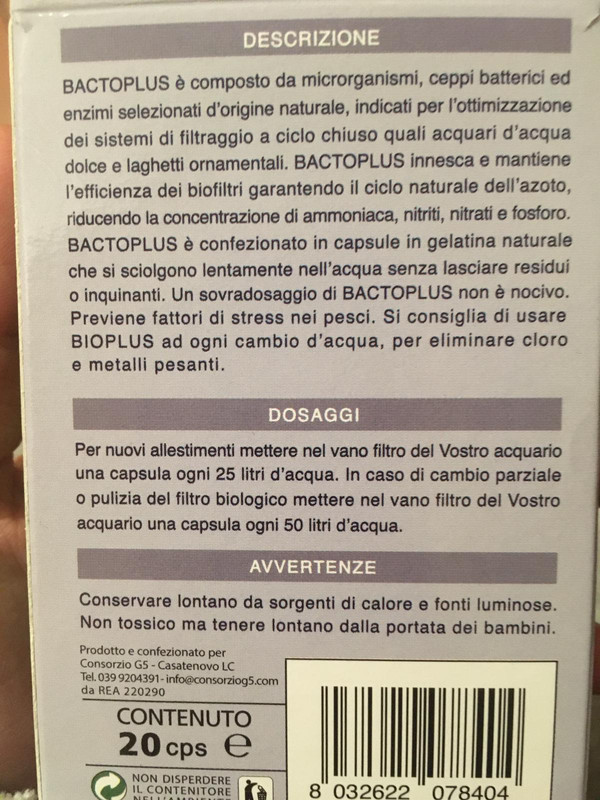 DESCRIZIONE
BACTOPLUS è composto da microrganismi, ceppi batterici ed
enzimi selezionati d'origine naturale, indicati per l'ottimizzazione
dei sistemi di filtraggio a ciclo chiuso quali acquari d'acqua
dolce e laghetti ornamentali. BACTOPLUS innesca e mantiene
l'efficienza dei biofiltri garantendo il ciclo naturale dell'azoto,
riducendo la concentrazione di ammoniaca, nitriti, nitrati e fosforo.
BACTOPLUS è confezionato in capsule in gelatina naturale
che si sciolgono lentamente nell'acqua senza lasciare residui
o inquinanti. Un sovradosaggio di BACTOPLUS non è nocivo.
Previene fattori di stress nei pesci. Si consiglia di usare
BIOPLUS ad ogni cambio d'acqua, per eliminare cloro
e metalli pesanti.
DOSAGGI
Per nuovi allestimenti mettere nel vano filtro del Vostro acquario
una capsula ogni 25 litri d'acqua. In caso di cambio parziale
o pulizia del filtro biologico mettere nel vano filtro del Vostro
acquario una capsula ogni 50 litri d'acqua.
AVVERTENZE
Conservare lontano da sorgenti di calore e fonti luminose.
Non tossico ma tenere lontano dalla portata dei bambini.
Prodotto e confezionato per
Consorzio G5 - Casatenovo LC
Tel. 039 9204391- info@consorziog5.com
da REA 220290
CONTENUTO
20 cps ℮
NON DISPERDERE
IL CONTENITORE
NELL'AMBIENTE
8 032622 078404